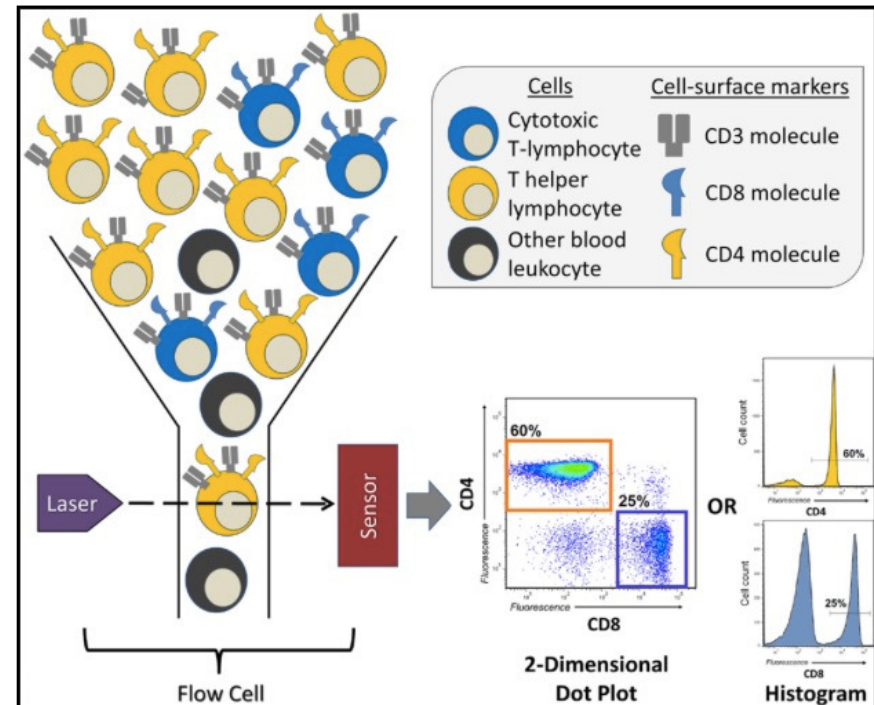 Cells
Cytotoxic
T-lymphocyte
T helper
lymphocyte
Other blood
leukocyte
Cell-surface markers
CD3 molecule
CD8 molecule
CD4 molecule
Laser
Sensor
Flow Cell
60%
25%
CD4
Fluorescence
Fluorescence
CD8
2-Dimensional
Dot Plot
OR
Cell count
60%
Fluorescence
CD4
Cell count
25%
Fluorescence
CD8
Histogram